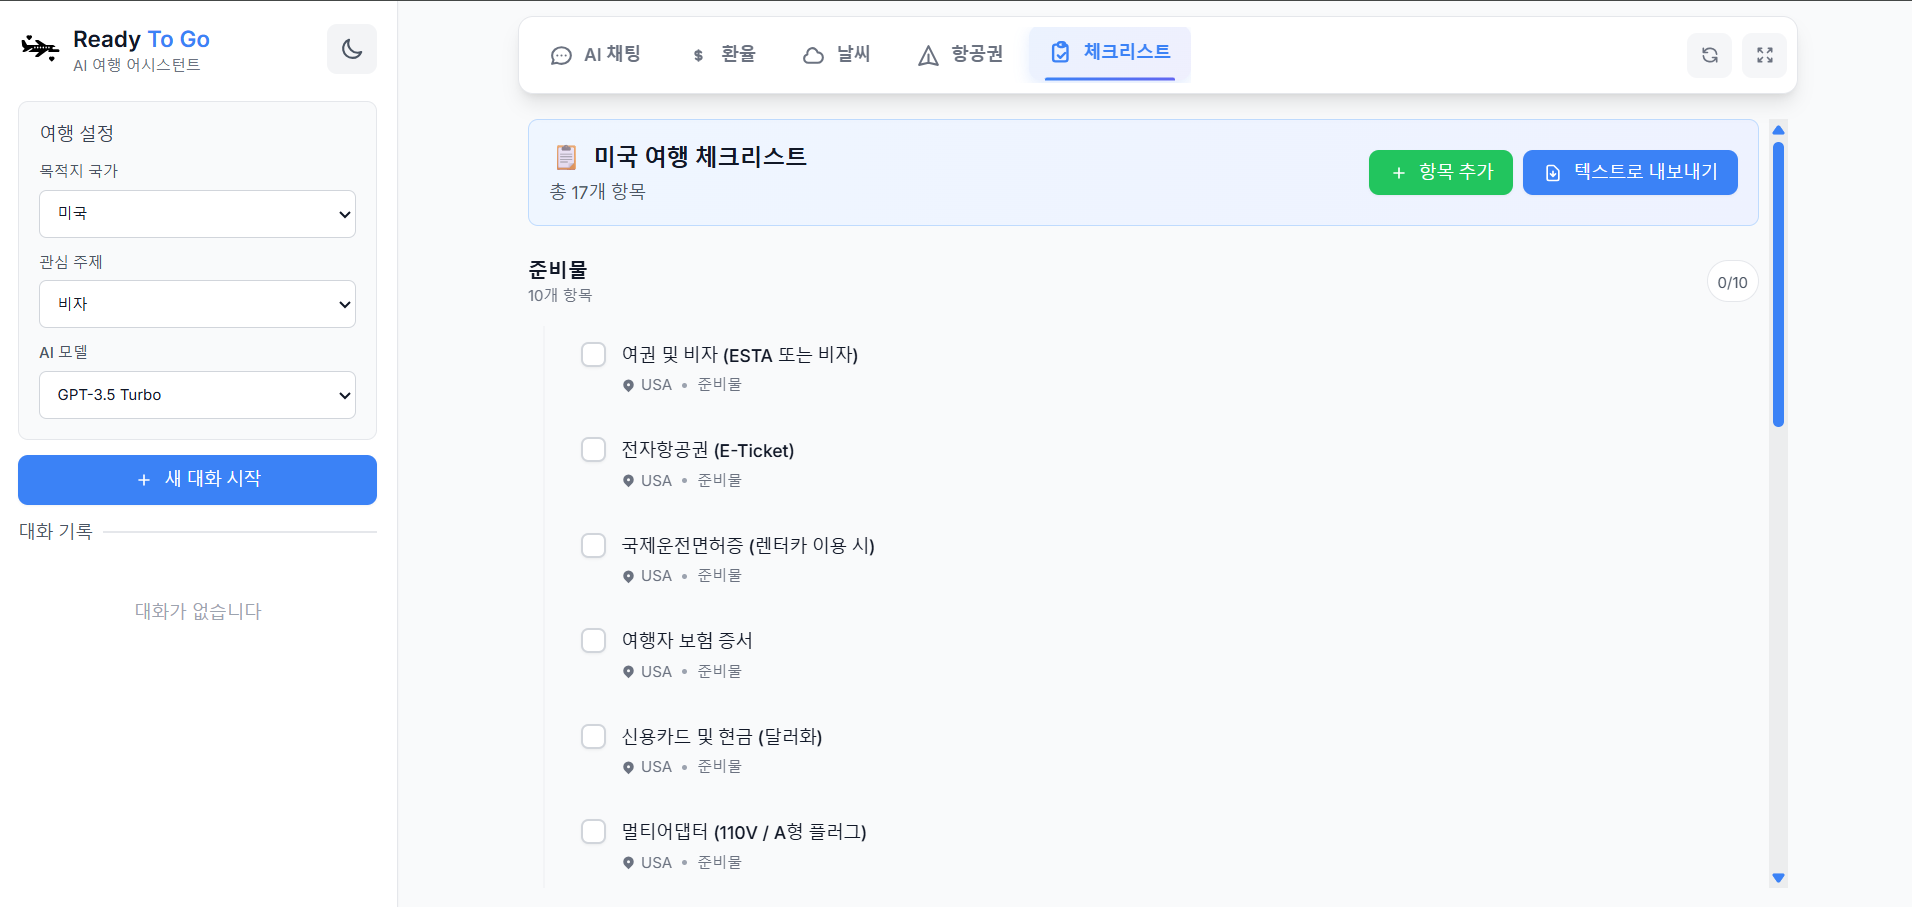 Ready To Go
AI 여행 어시스턴트
여행 설정
목적지 국가
미국
관심 주제
비자
AI 모델
GPT-3.5 Turbo
+ 새 대화 시작
대화 기록
대화가 없습니다
AI 채팅
$ 환율
날씨
항공권
체크리스트
미국 여행 체크리스트
총 17개 항목
+ 항목 추가
텍스트로 내보내기
준비물
10개 항목
0/10
여권 및 비자 (ESTA 또는 비자)
USA • 준비물
전자항공권 (E-Ticket)
USA • 준비물
국제운전면허증 (렌터카 이용 시)
USA • 준비물
여행자 보험 증서
USA • 준비물
신용카드 및 현금 (달러화)
USA • 준비물
멀티어댑터 (110V / A형 플러그)
USA • 준비물